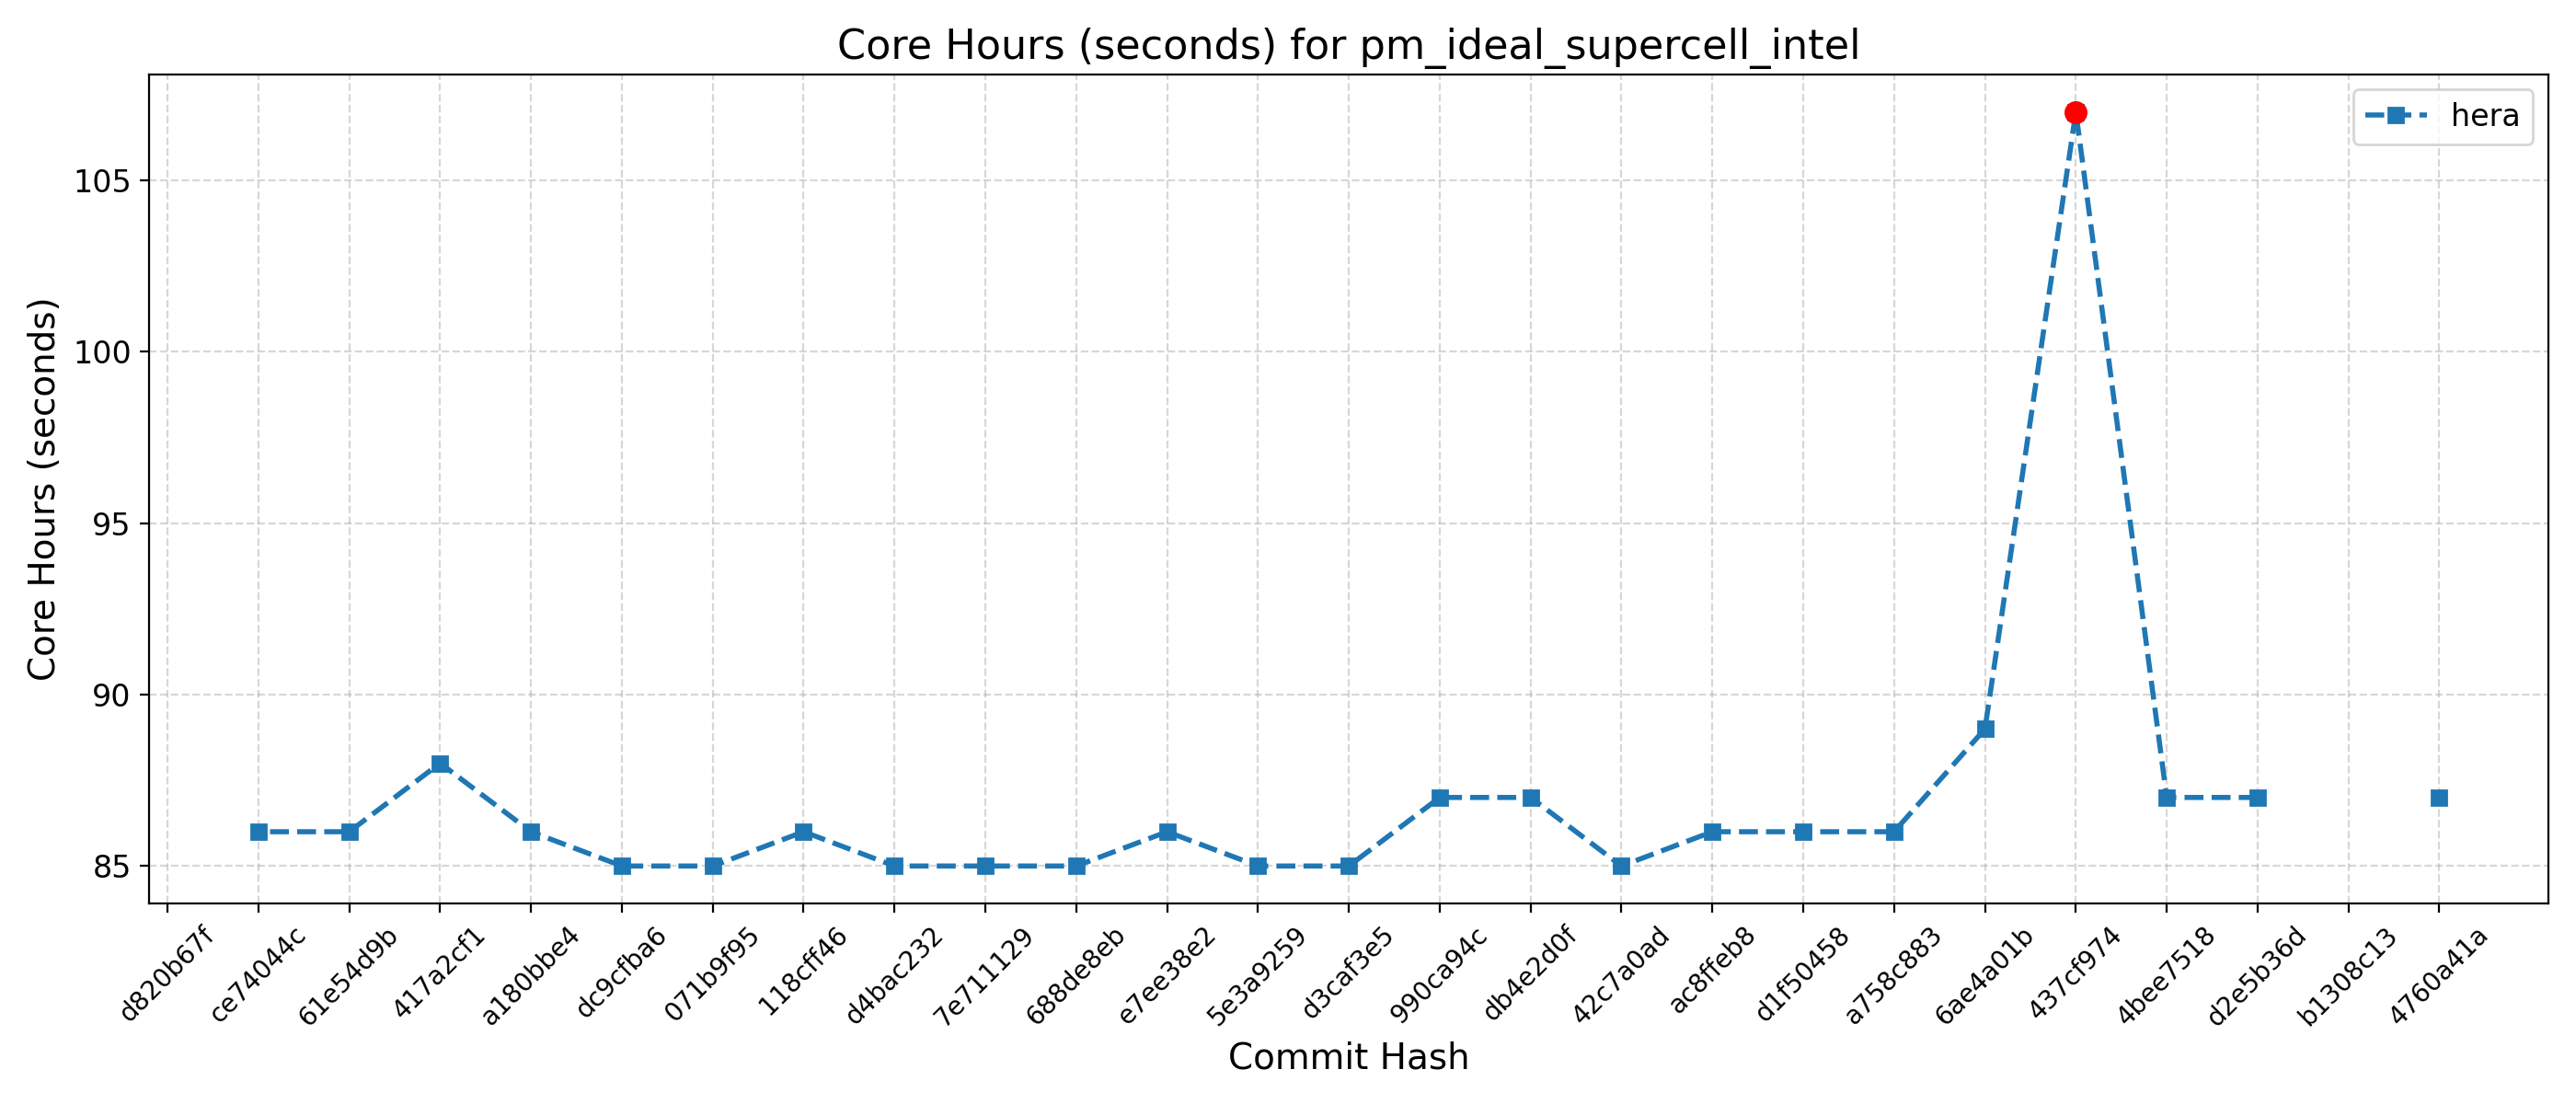 Core Hours (seconds) for pm_ideal_supercell_intel
hera
Core Hours (seconds)
105
100
95
90
85
d820b67f
ce74044c
61e54d9b
417a2cf1
a180bbe4
dc9cfba6
071b9f95
118cff46
d4bac232
7e711129
688de8eb
e7ee38e2
5e3a9259
d3caf3e5
990ca94c
db4e2d0f
42c7a0ad
ac8ffeb8
d1f50458
a758c883
6ae4a01b
437cf974
4bee7518
d2e5b36d
b1308c13
4760a41a
Commit Hash